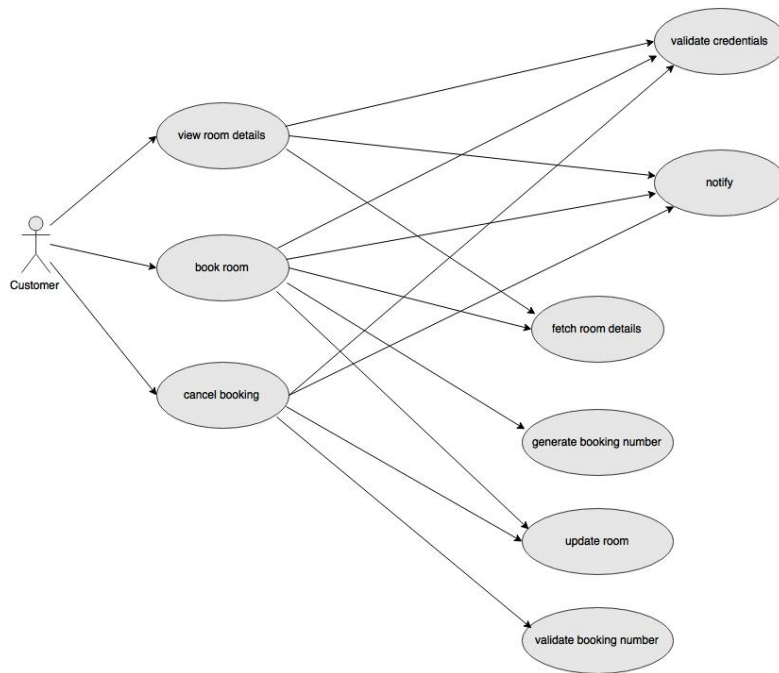 validate credentials
view room details
notify
book room
Customer
fetch room details
cancel booking
generate booking number
update room
validate booking number